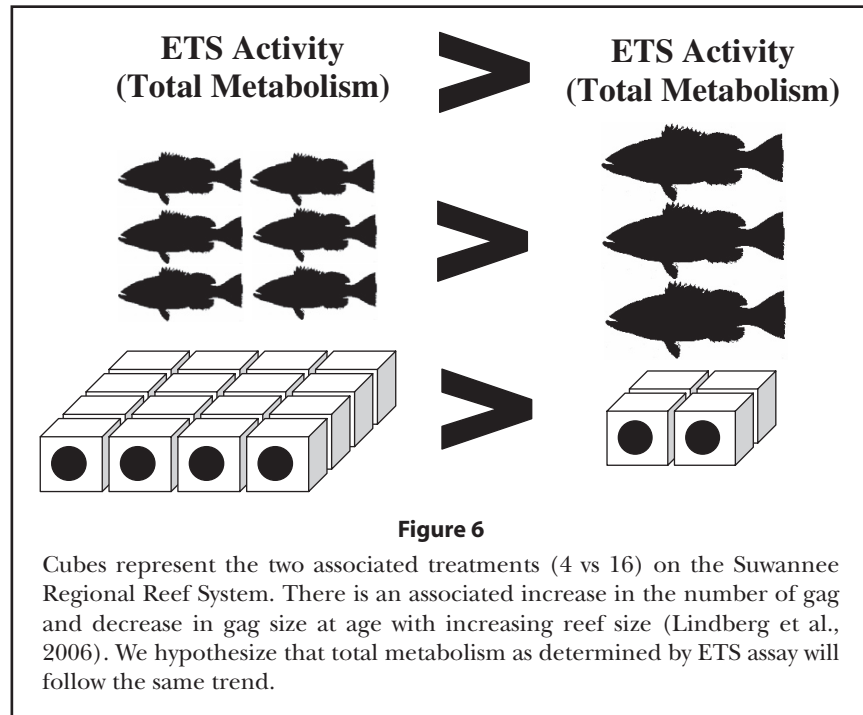 ETS Activity
(Total Metabolism)
>
ETS Activity
(Total Metabolism)
>
>
Figure 6
Cubes represent the two associated treatments (4 vs 16) on the Suwannee
Regional Reef System. There is an associated increase in the number of gag
and decrease in gag size at age with increasing reef size (Lindberg et al.,
2006). We hypothesize that total metabolism as determined by ETS assay will
follow the same trend.